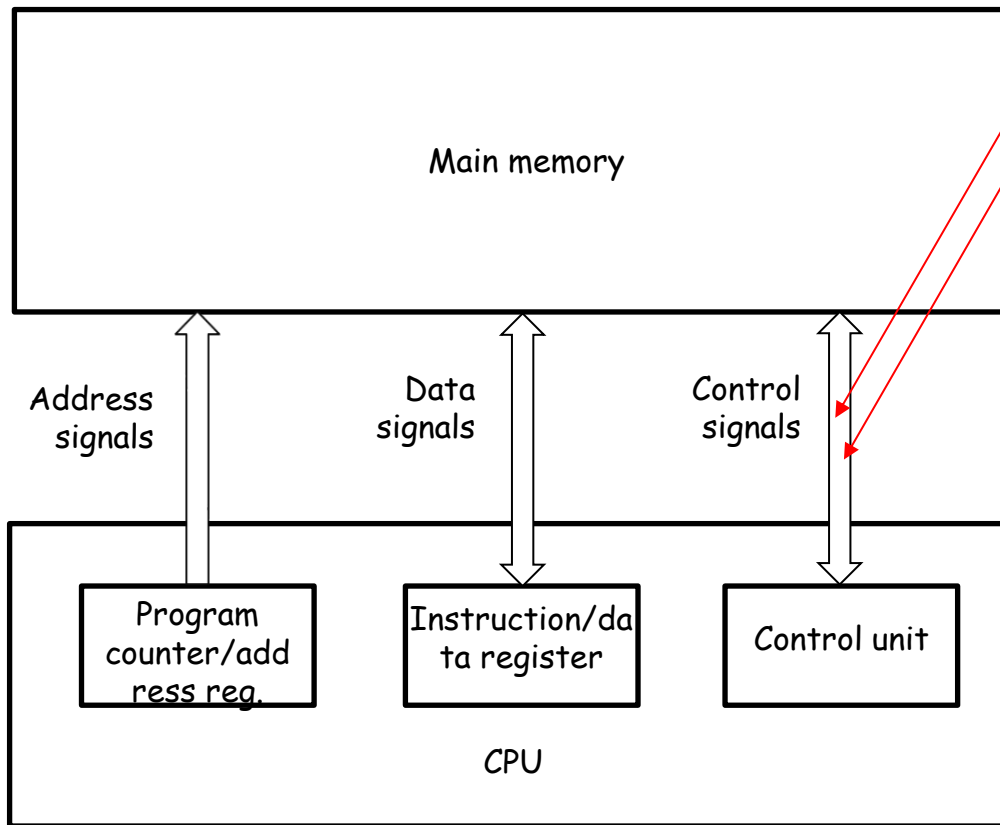 Main memory
Address
signals
Data
signals
Control
signals
Program
counter/add
ress reg.
Instruction/da
ta register
Control unit
CPU